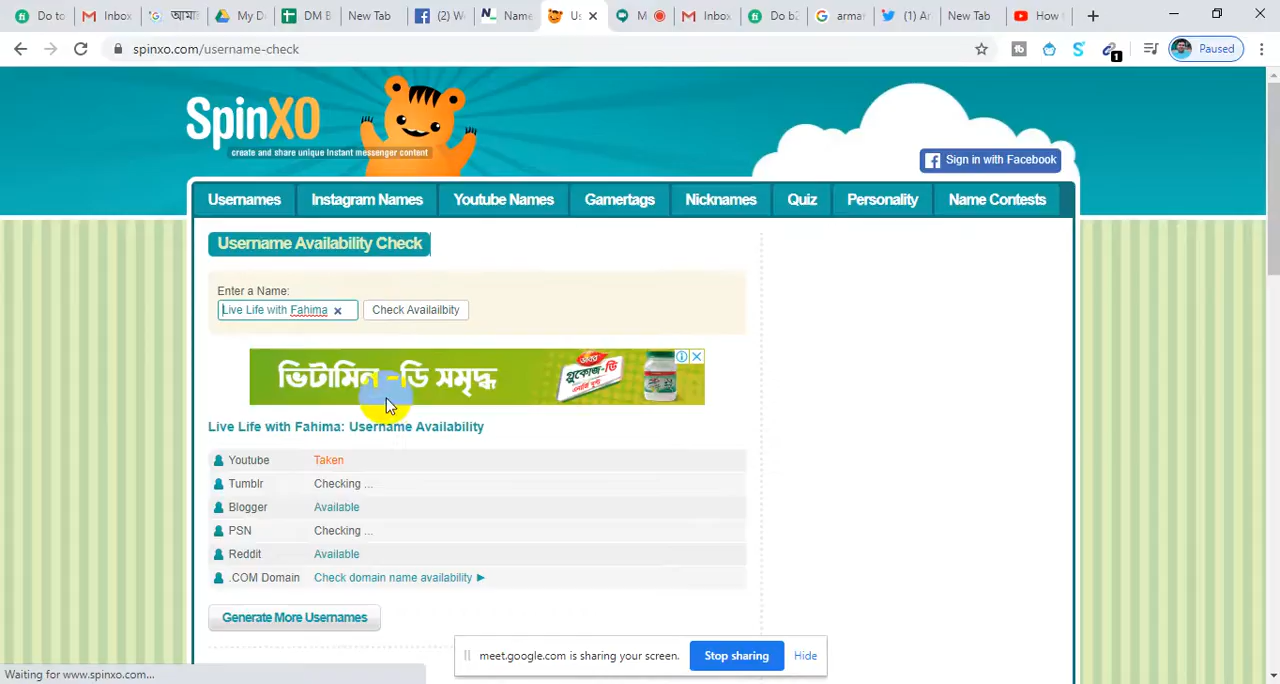 Do to
Inbox
আমা
My D
DM B
New Tab
(2) W
Name
Us
M
Inbox
Do b2
armar
(1) Ar
New Tab
How t
spinxo.com/username-check
1
Paused
SpinXO
create and share unique Instant messenger content
Sign in with Facebook
Usernames Instagram Names Youtube Names Gamertags Nicknames Quiz Personality Name Contests
Username Availability Check
Enter a Name:
Live Life with Fahima
Check Availailbity
ভিটামিন -ডি সমৃদ্ধ
গ্লুকোজ-ডি
Live Life with Fahima: Username Availability
Youtube Taken
Tumblr Checking ...
Blogger Available
PSN Checking ...
Reddit Available
.COM Domain Check domain name availability
Generate More Usernames
meet.google.com is sharing your screen. Stop sharing Hide
Waiting for www.spinxo.com...